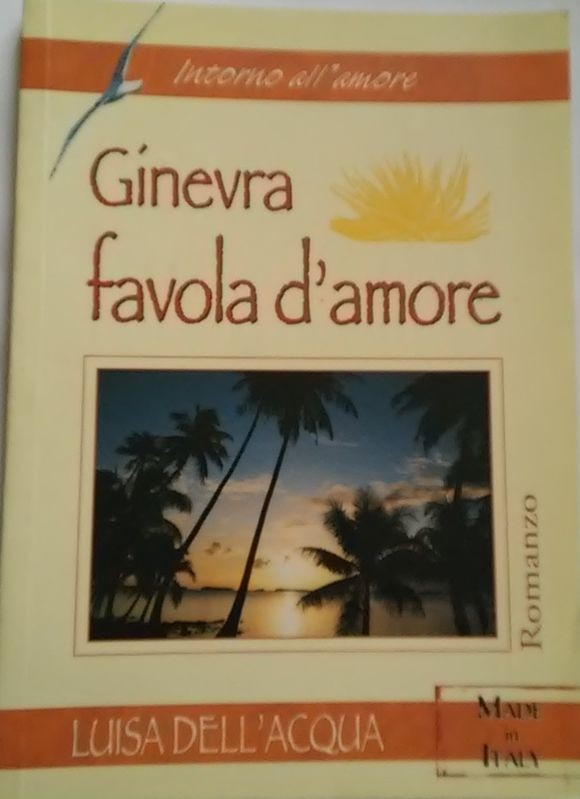 Intorno all'amore
Ginevra
favola d'amore
Romanzo
LUISA DELL'ACQUA
MADE
in
ITALY